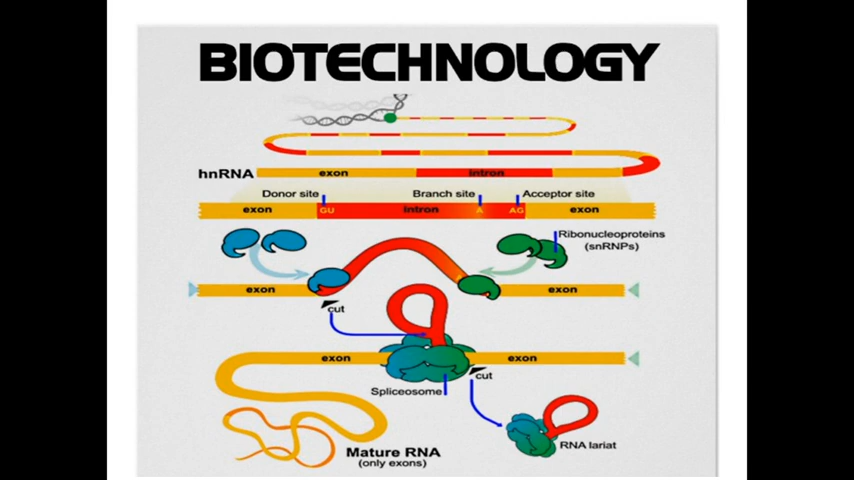 BIOTECHNOLOGY
hnRNA exon intron
Donor site Branch site Acceptor site
exon GU intron A AG exon
Ribonucleoproteins
(snRNPs)
exon exon
cut
exon exon
cut
Spliceosome
Mature RNA
(only exons)
RNA lariat